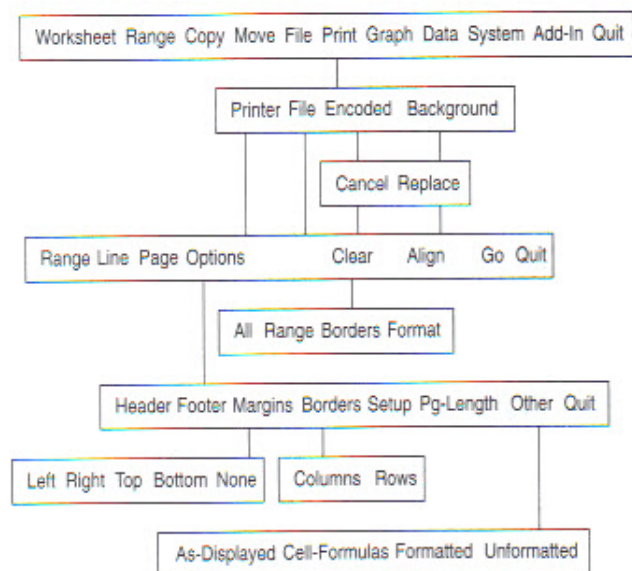 Worksheet Range Copy Move File Print Graph Data System Add-In Quit
Printer File Encoded Background
Cancel Replace
Range Line Page Options Clear Align Go Quit
All Range Borders Format
Header Footer Margins Borders Setup Pg-Length Other Quit
Left Right Top Bottom None
Columns Rows
As-Displayed Cell-Formulas Formatted Unformatted